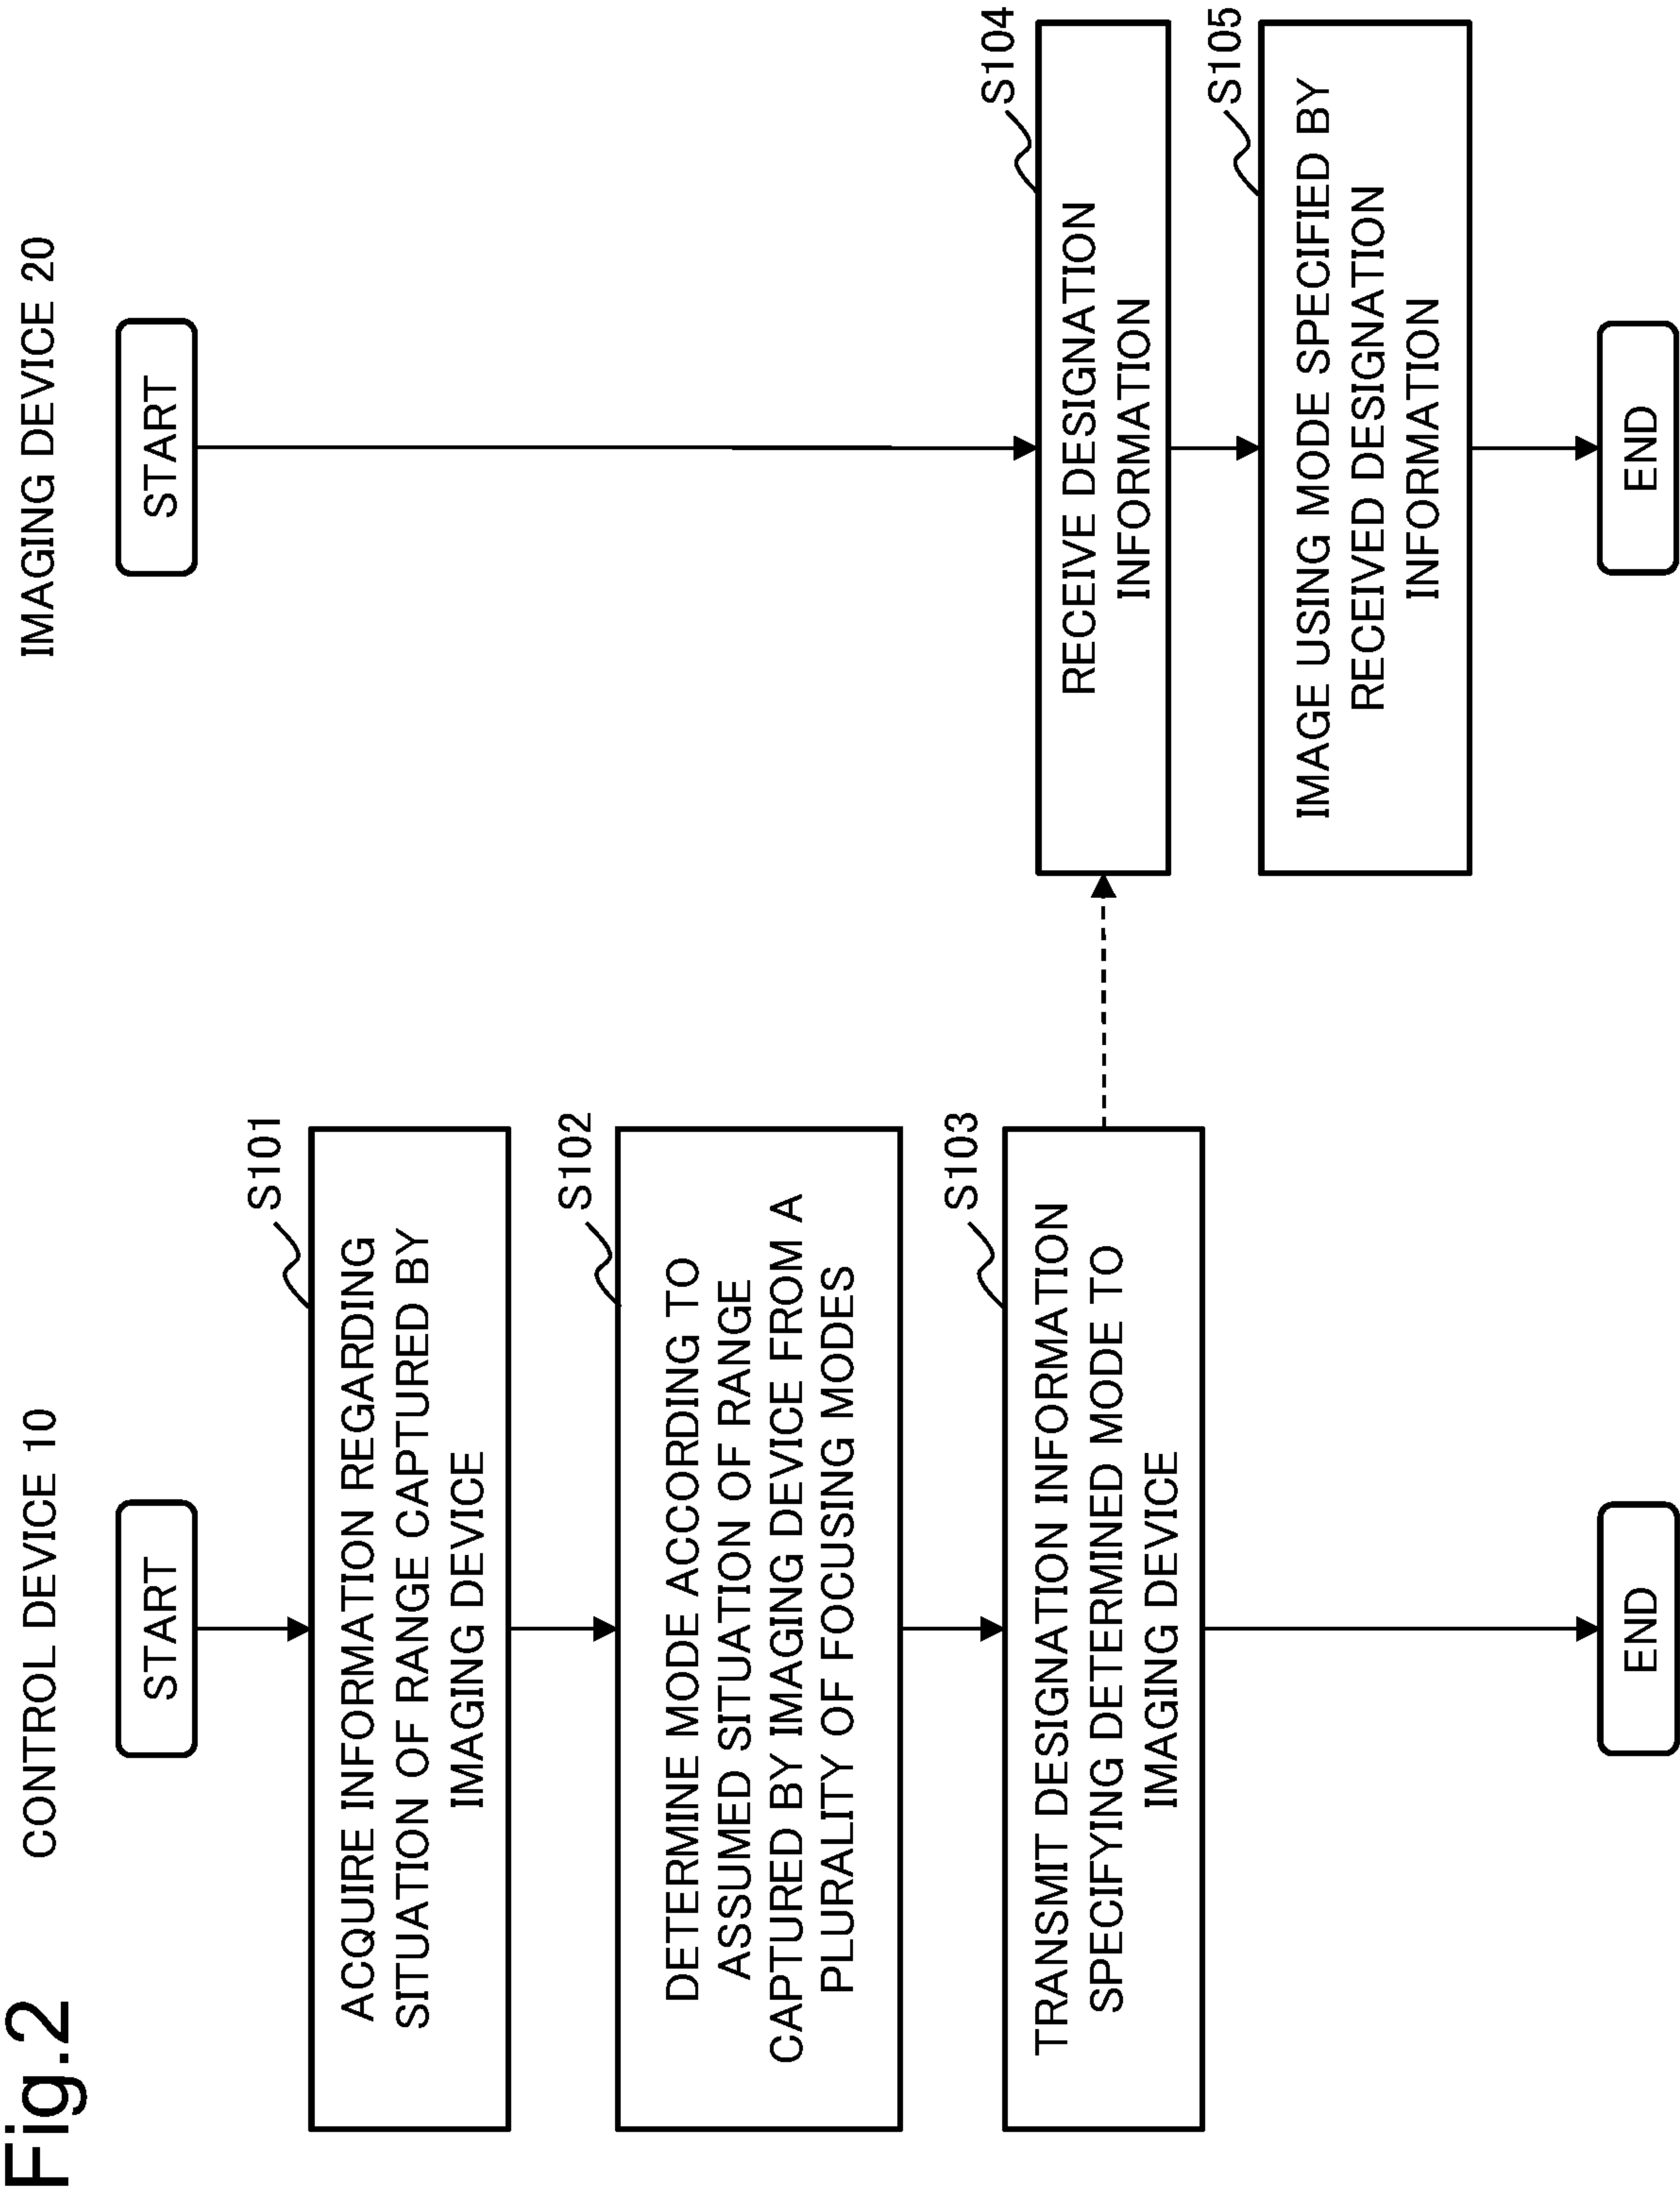 Fig.2
CONTROL DEVICE 10
START
S101
ACQUIRE INFORMATION REGARDING
SITUATION OF RANGE CAPTURED BY
IMAGING DEVICE
S102
DETERMINE MODE ACCORDING TO
ASSUMED SITUATION OF RANGE
CAPTURED BY IMAGING DEVICE FROM A
PLURALITY OF FOCUSING MODES
S103
TRANSMIT DESIGNATION INFORMATION
SPECIFYING DETERMINED MODE TO
IMAGING DEVICE
END
IMAGING DEVICE 20
START
S104
RECEIVE DESIGNATION
INFORMATION
S105
IMAGE USING MODE SPECIFIED BY
RECEIVED DESIGNATION
INFORMATION
END